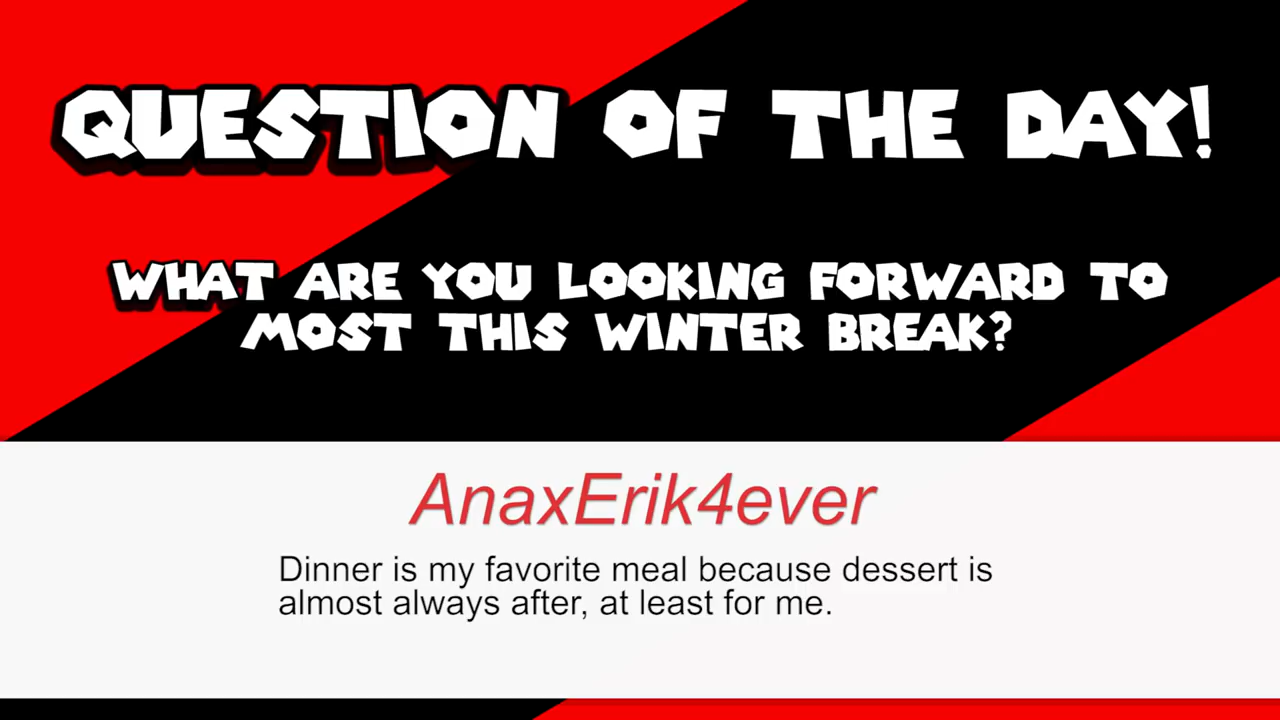 QUESTION OF THE DAY!
WHAT ARE YOU LOOKING FORWARD TO
MOST THIS WINTER BREAK?
AnaxErik4ever
Dinner is my favorite meal because dessert is
almost always after, at least for me.